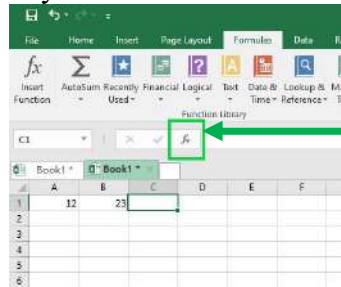 File Home Insert Page Layout Formulas Data
fx Σ ?  A Q
Insert AutoSum Recently Financial Logical Text Date & Lookup &
Function Used Time Reference
Function Library
C1 fx
Book1 * Book1 *
A B C D E F
1 12 23
2
3
4
5
6